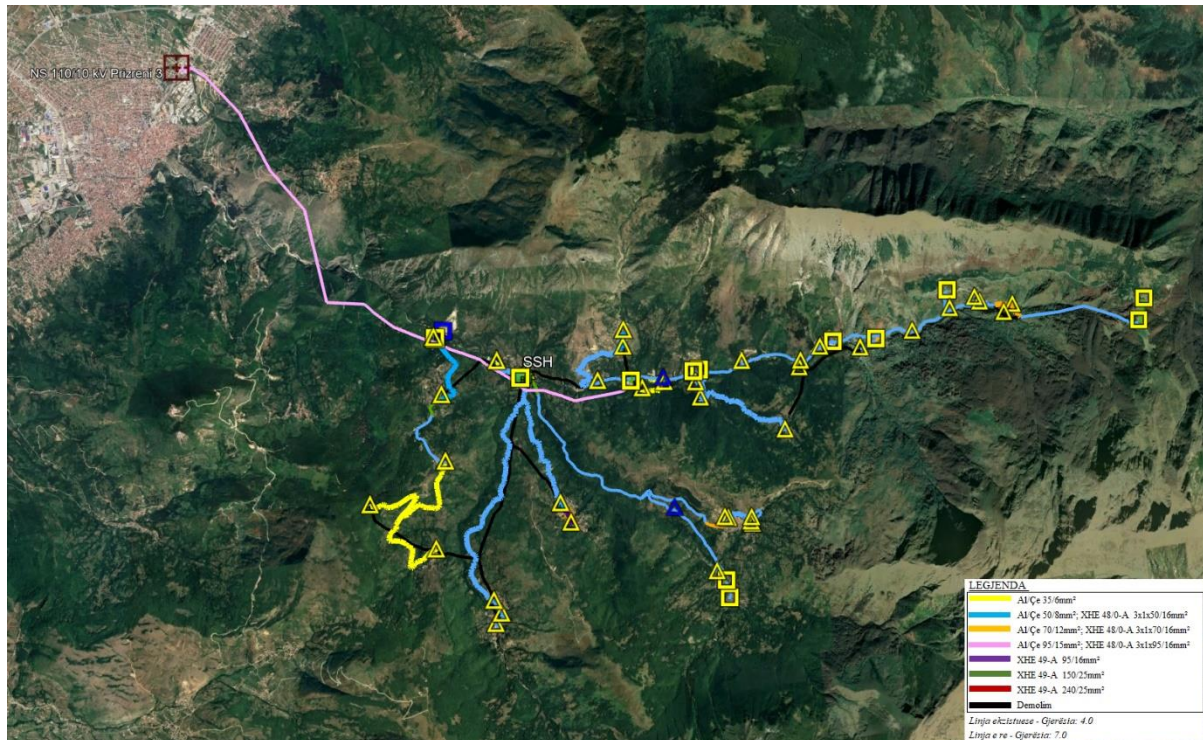 NS 110/10 kV Prizreni 3
SSH
LEGJENDA
Al/Çe 35/6mm²
Al/Çe 50/8mm²; XHE 48/0-A 3x1x50/16mm²
Al/Çe 70/12mm²; XHE 48/0-A 3x1x70/16mm²
Al/Çe 95/15mm²; XHE 48/0-A 3x1x95/16mm²
XHE 49-A 95/16mm²
XHE 49-A 150/25mm²
XHE 49-A 240/25mm²
Demolim
Linja ekzistuese - Gjerësia: 4.0
Linja e re - Gjerësia: 7.0